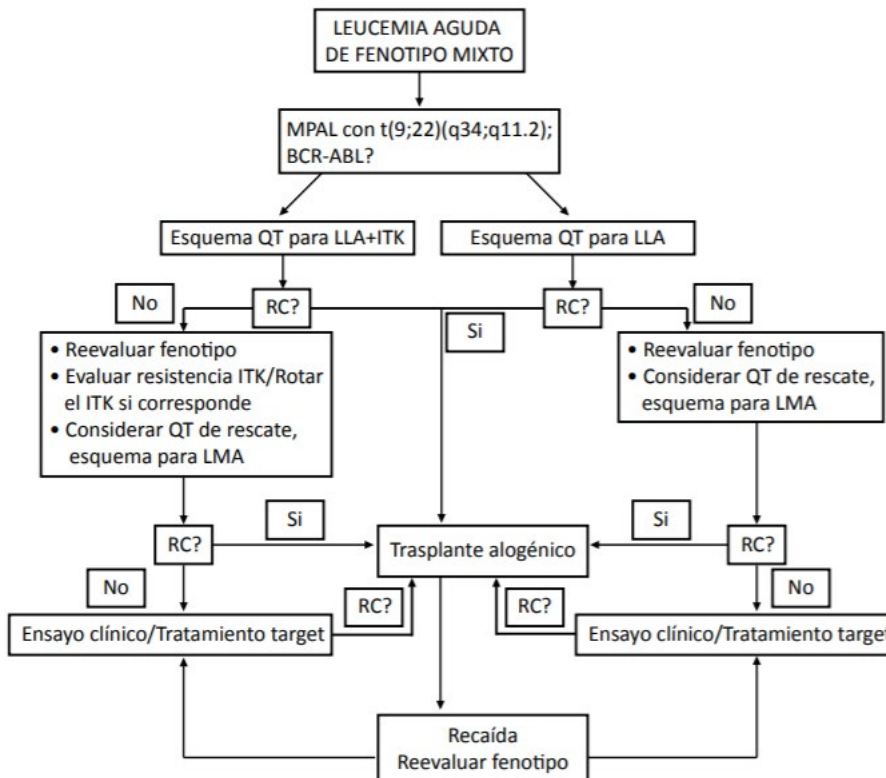 LEUCEMIA AGUDA
DE FENOTIPO MIXTO
MPAL con t(9;22)(q34;q11.2);
BCR-ABL?
Esquema QT para LLA+ITK
Esquema QT para LLA
No
RC?
Si
RC?
No
• Reevaluar fenotipo
• Evaluar resistencia ITK/Rotar
el ITK si corresponde
• Considerar QT de rescate,
esquema para LMA
• Reevaluar fenotipo
• Considerar QT de rescate,
esquema para LMA
RC?
Si
Trasplante alogénico
Si
RC?
No
RC?
RC?
No
Ensayo clínico/Tratamiento target
Ensayo clínico/Tratamiento target
Recaída
Reevaluar fenotipo